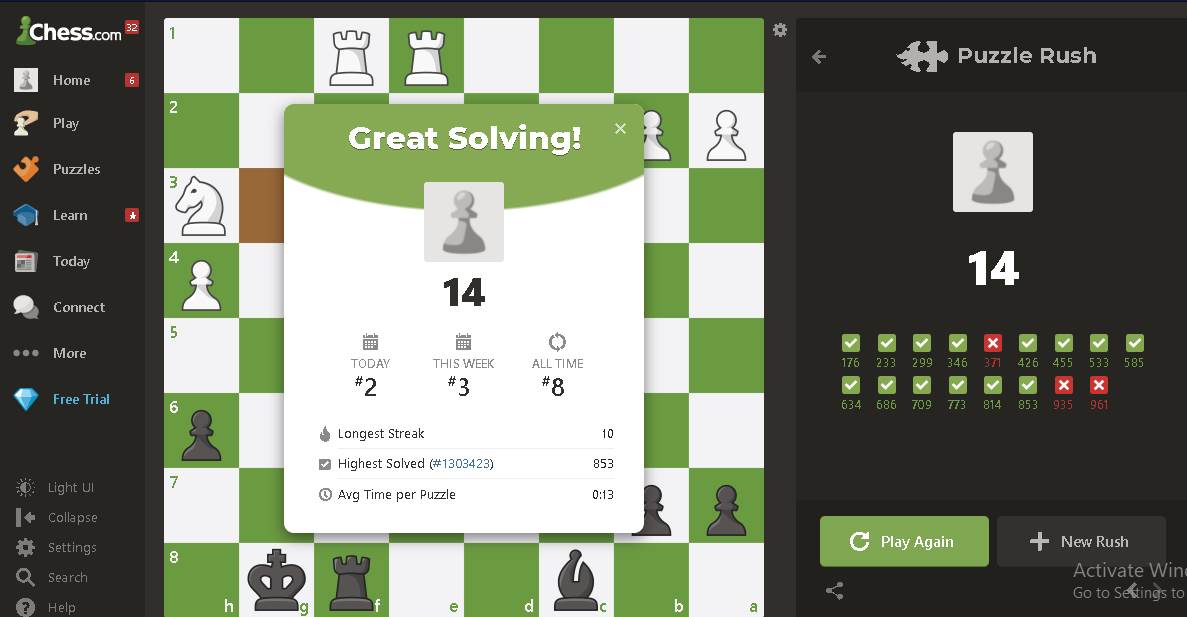 Chess.com 32
Home 6
Play
Puzzles
Learn
Today
Connect
More
Free Trial
Light UI
Collapse
Settings
Search
Help
1
2
3
4
5
6
7
8
h g f e d c b a
Great Solving!
×
14
TODAY THIS WEEK ALL TIME
#2 #3 #8
Longest Streak 10
Highest Solved (#1303423) 853
Avg Time per Puzzle 0:13
Puzzle Rush
14
176 233 299 346 371 426 455 533 585
634 686 709 773 814 853 935 961
Play Again
New Rush
Activate Win
Go to Settings to